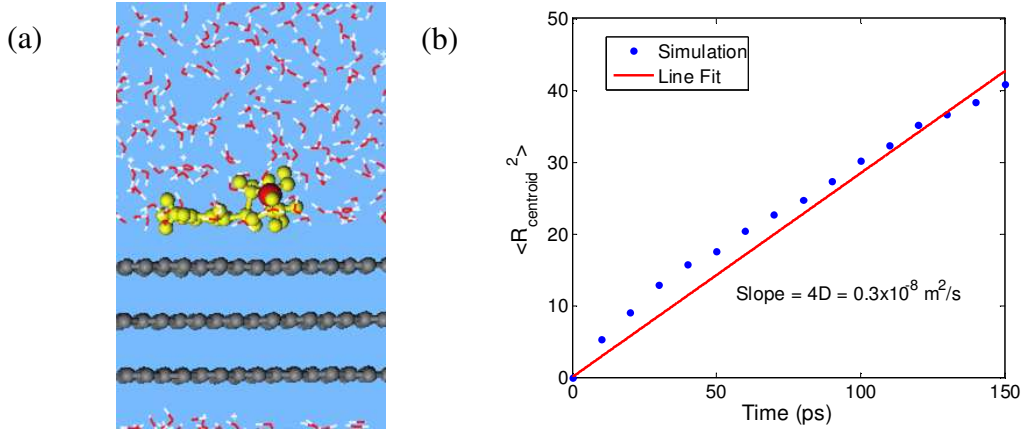 (a)
(b)
50
40
30
20
10
0
<R_centroid^2>
Simulation
Line Fit
Slope = 4D = 0.3x10^-8 m^2/s
0
50
100
150
Time (ps)